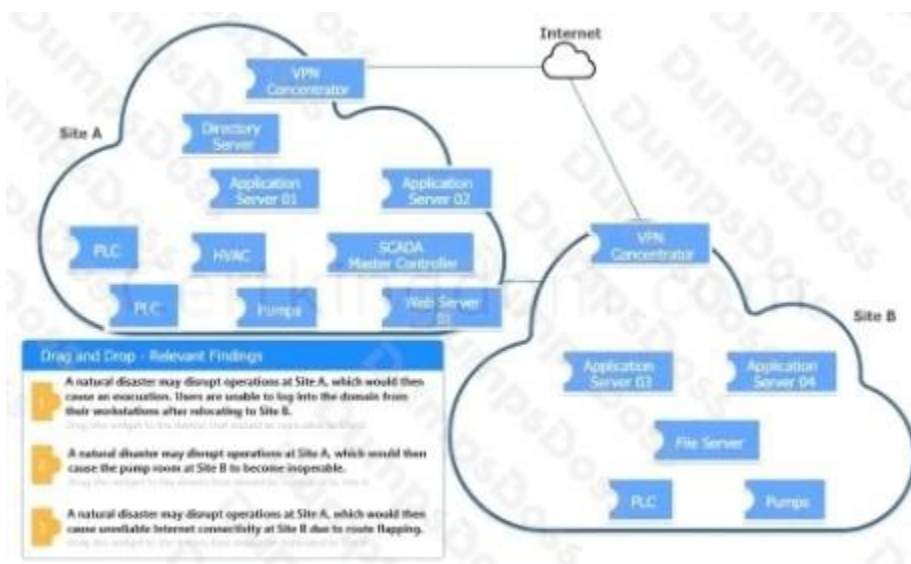 Internet
VPN
Concentrator
Site A
Directory
Server
Application
Server 01
Application
Server 02
PLC
HVAC
SCADA
Master Controller
PLC
Pumps
Web Server
01
VPN
Concentrator
Site B
Application
Server 03
Application
Server 04
File Server
PLC
Pumps
Drag and Drop - Relevant Findings
1
A natural disaster may disrupt operations at Site A, which would then
cause an evacuation. Users are unable to log into the domain from
their workstations after relocating to Site B.
2
A natural disaster may disrupt operations at Site A, which would then
cause the pump room at Site B to become inoperable.
3
A natural disaster may disrupt operations at Site A, which would then
cause unreliable Internet connectivity at Site B due to route flapping.
DumpsDoss